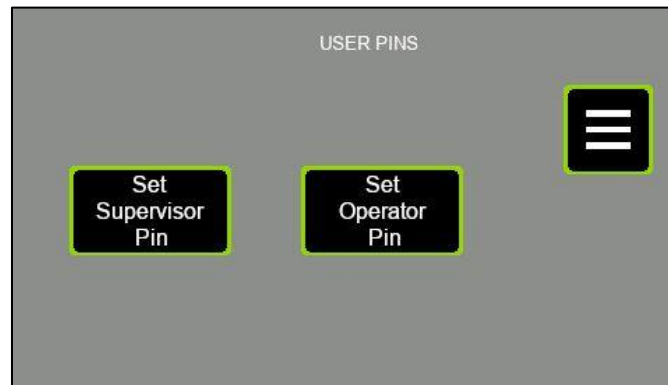 USER PINS
Set
Supervisor
Pin
Set
Operator
Pin